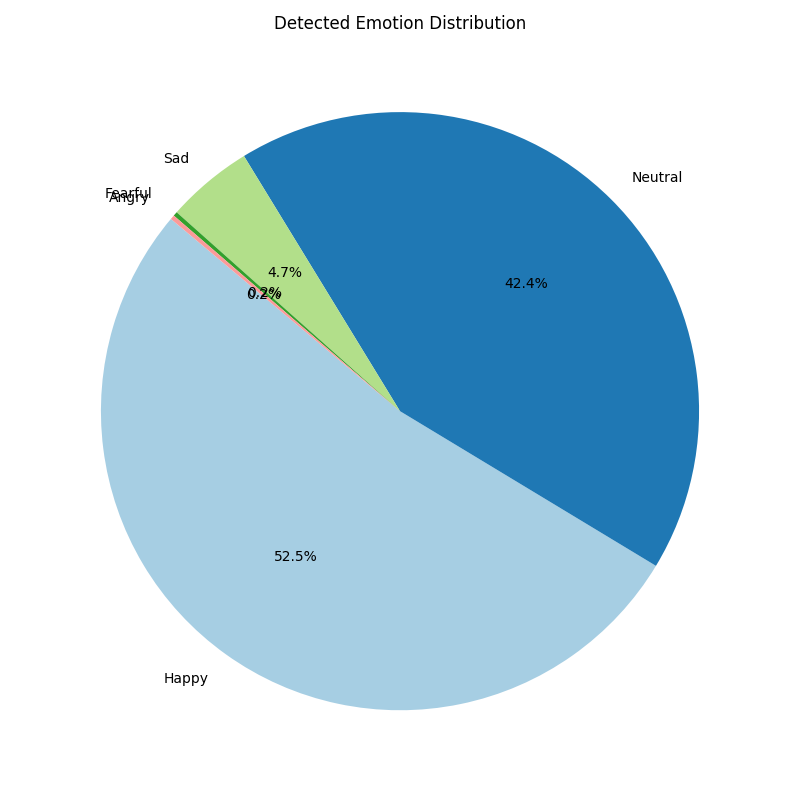 Detected Emotion Distribution
Neutral
Sad
Fearful
Angry
42.4%
4.7%
0.2%
0.2%
52.5%
Happy